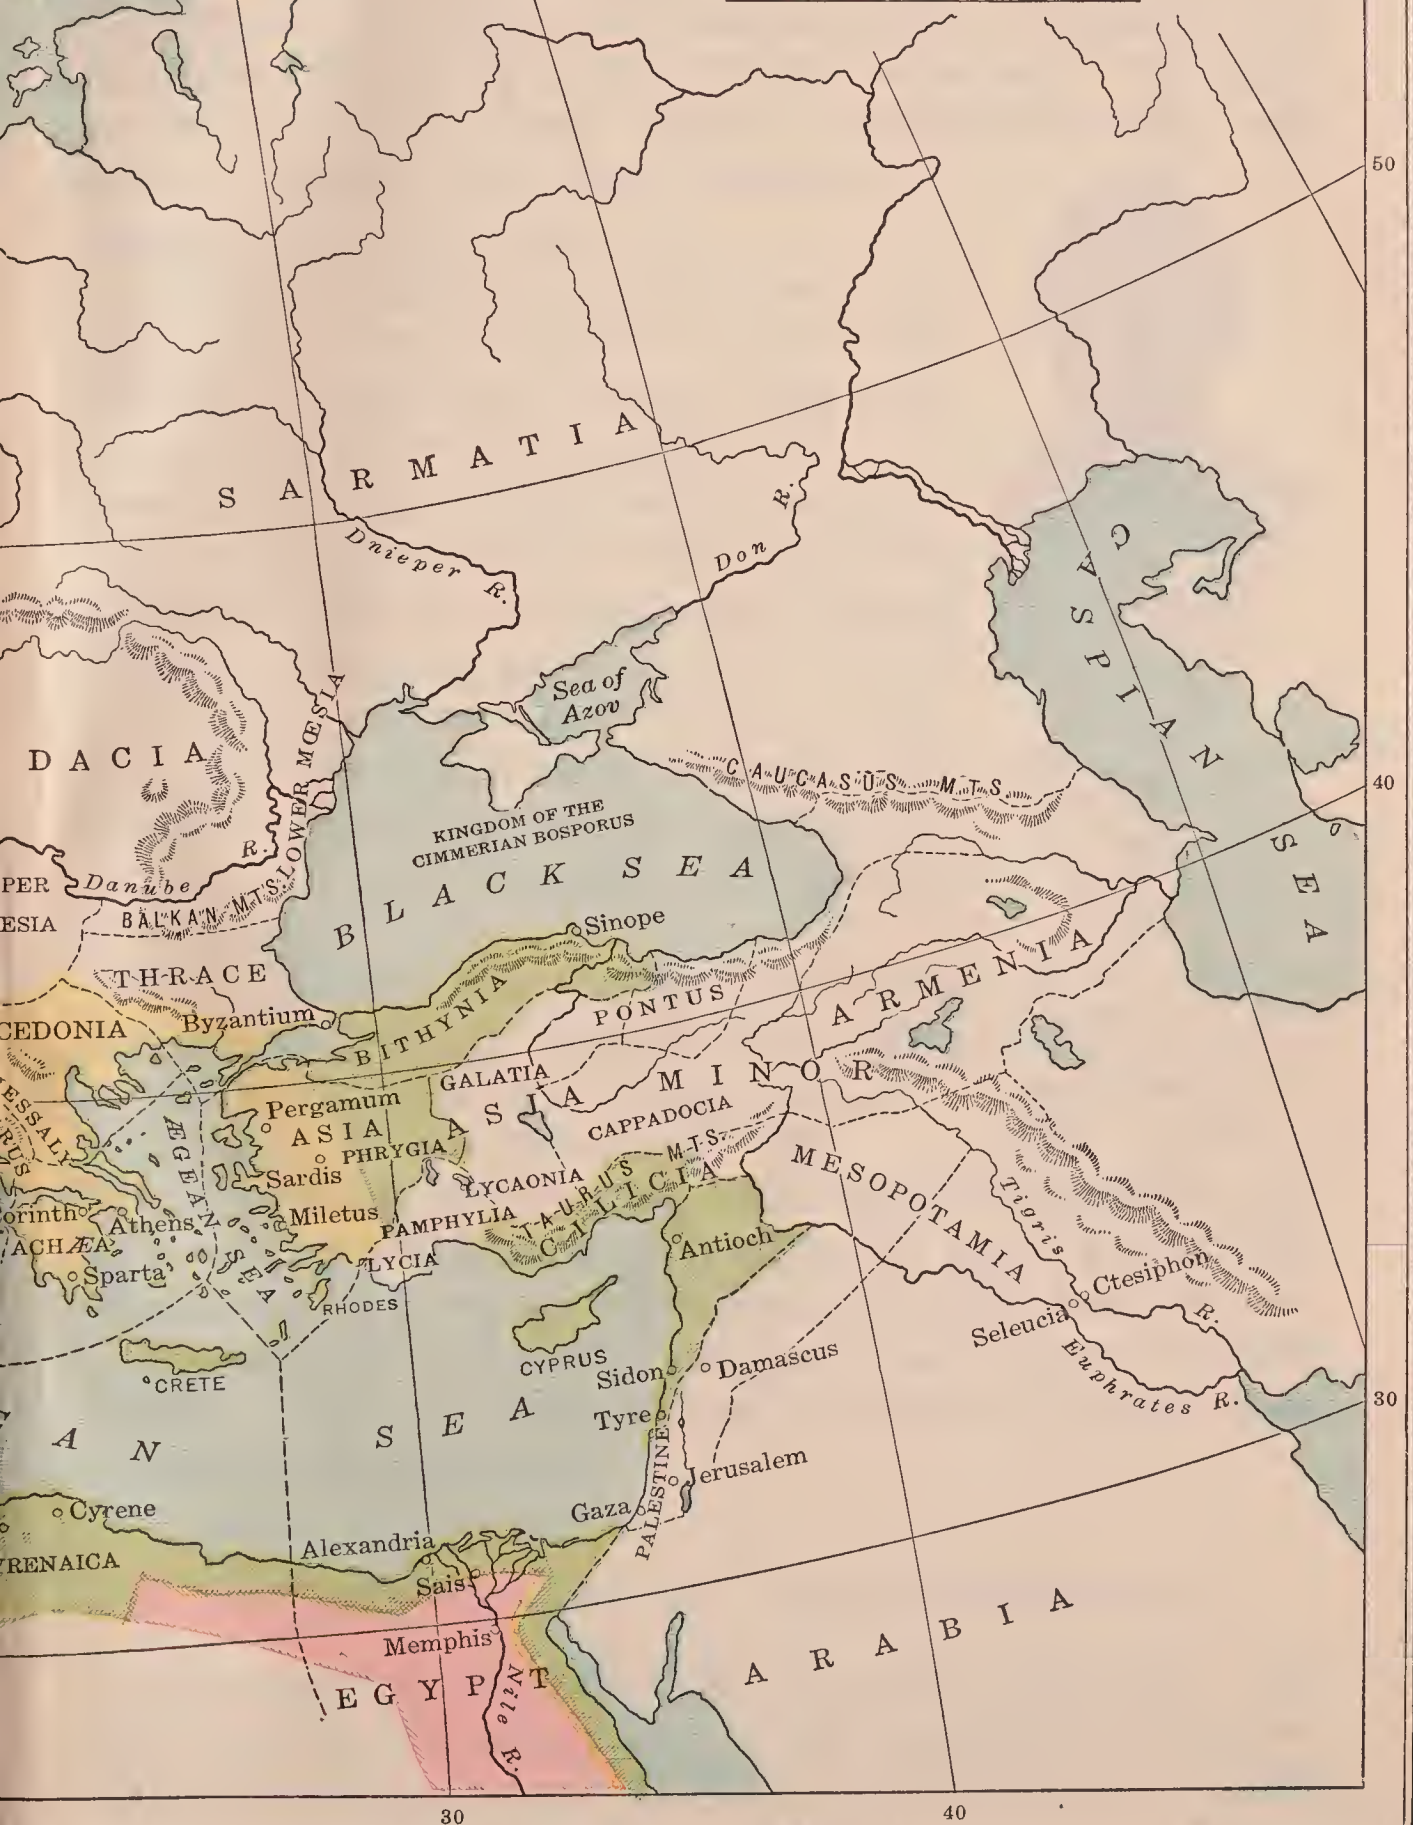 50
SARMATIA
Dnieper R.
Don R.
CASPIAN SEA
Sea of
Azov
LOWER MŒSIA
DACIA
CAUCASUS MTS.
40
KINGDOM OF THE
CIMMERIAN BOSPORUS
BLACK SEA
Danube R.
PER
ESIA
BALKAN MTS.
Sinope
THRACE
CEDONIA
Byzantium
BITHYNIA
PONTUS
ARMENIA
GALATIA
ASIA MINOR
ESSALY
RUS
Pergamum
ASIA
PHRYGIA
CAPPADOCIA
ÆGEAN SEA
Sardis
LYCAONIA
TAURUS MTS.
MESOPOTAMIA
Tigris R.
orinth
Athens
Miletus
PAMPHYLIA
CILICIA
ACHÆA
Antioch
Sparta
LYCIA
Ctesiphon
RHODES
Seleucia
CYPRUS
Sidon
Damascus
Euphrates R.
CRETE
30
AN SEA
Tyre
PALESTINE
Jerusalem
Cyrene
Gaza
Alexandria
RENAICA
Sais
Memphis
ARABIA
EGYPT
Nile R.
30
40